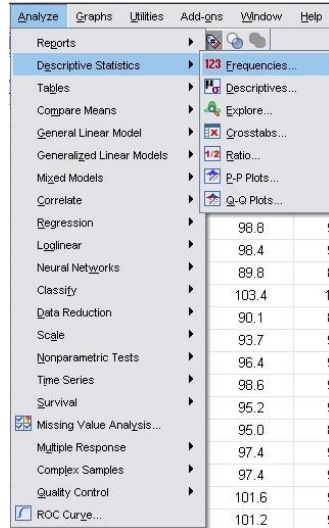 Analyze Graphs Utilities Add-ons Window Help
Reports
Descriptive Statistics
Tables
Compare Means
General Linear Model
Generalized Linear Models
Mixed Models
Correlate
Regression
Loglinear
Neural Networks
Classify
Data Reduction
Scale
Nonparametric Tests
Time Series
Survival
Missing Value Analysis...
Multiple Response
Complex Samples
Quality Control
ROC Curve...
123 Frequencies...
Descriptives...
Explore...
Crosstabs...
1/2 Ratio...
P-P Plots...
Q-Q Plots...
98.8
98.4
89.8
103.4
90.1
93.7
96.4
98.6
95.2
95.0
97.4
97.4
101.6
101.2